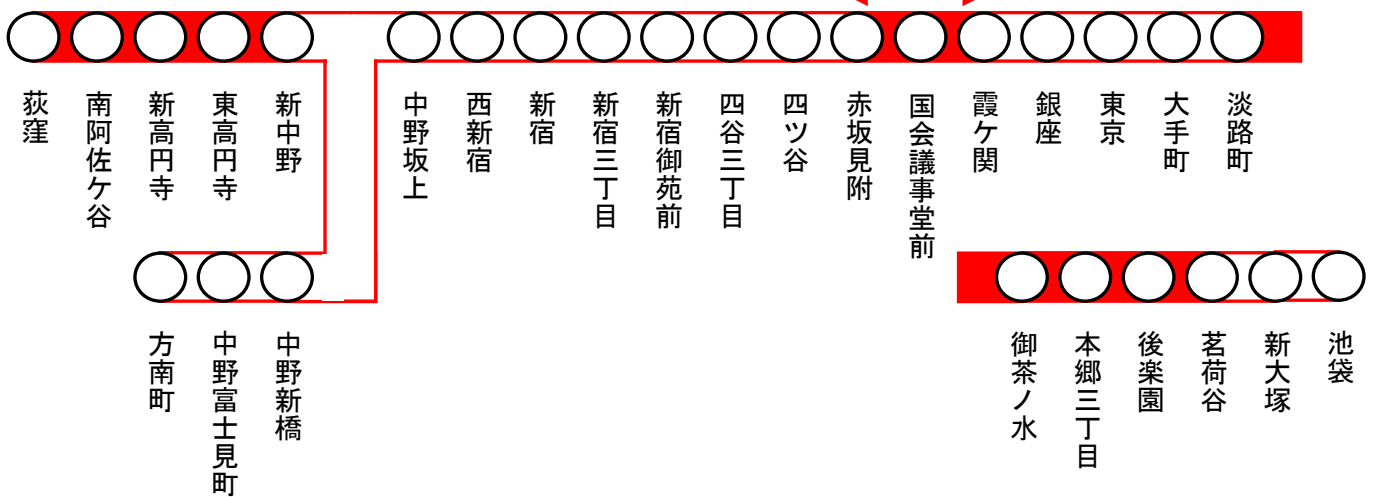 荻窪
南阿佐ケ谷
新高円寺
東高円寺
新中野
中野坂上
西新宿
新宿
新宿三丁目
新宿御苑前
四谷三丁目
四ツ谷
赤坂見附
国会議事堂前
霞ケ関
銀座
東京
大手町
淡路町
方南町
中野富士見町
中野新橋
御茶ノ水
本郷三丁目
後楽園
茗荷谷
新大塚
池袋